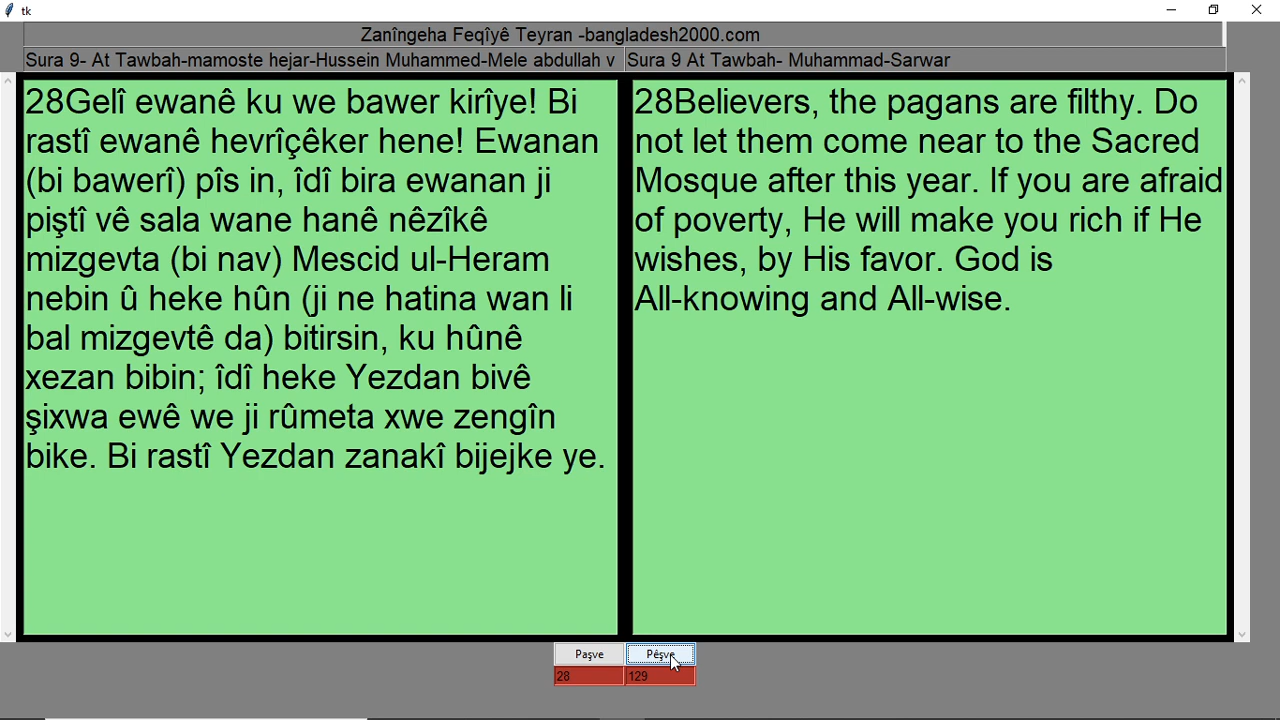 tk
Zanîngeha Feqîyê Teyran -bangladesh2000.com
Sura 9- At Tawbah-mamoste hejar-Hussein Muhammed-Mele abdullah v
Sura 9 At Tawbah- Muhammad-Sarwar
28Gelî ewanê ku we bawer kirîye! Bi
rastî ewanê hevrîçêker hene! Ewanan
(bi bawerî) pîs in, îdî bira ewanan ji
piştî vê sala wane hanê nêzîkê
mizgevta (bi nav) Mescid ul-Heram
nebin û heke hûn (ji ne hatina wan li
bal mizgevtê da) bitirsin, ku hûnê
xezan bibin; îdî heke Yezdan bivê
şixwa ewê we ji rûmeta xwe zengîn
bike. Bi rastî Yezdan zanakî bijejke ye.
28Believers, the pagans are filthy. Do
not let them come near to the Sacred
Mosque after this year. If you are afraid
of poverty, He will make you rich if He
wishes, by His favor. God is
All-knowing and All-wise.
Paşve
Pêşve
28
129